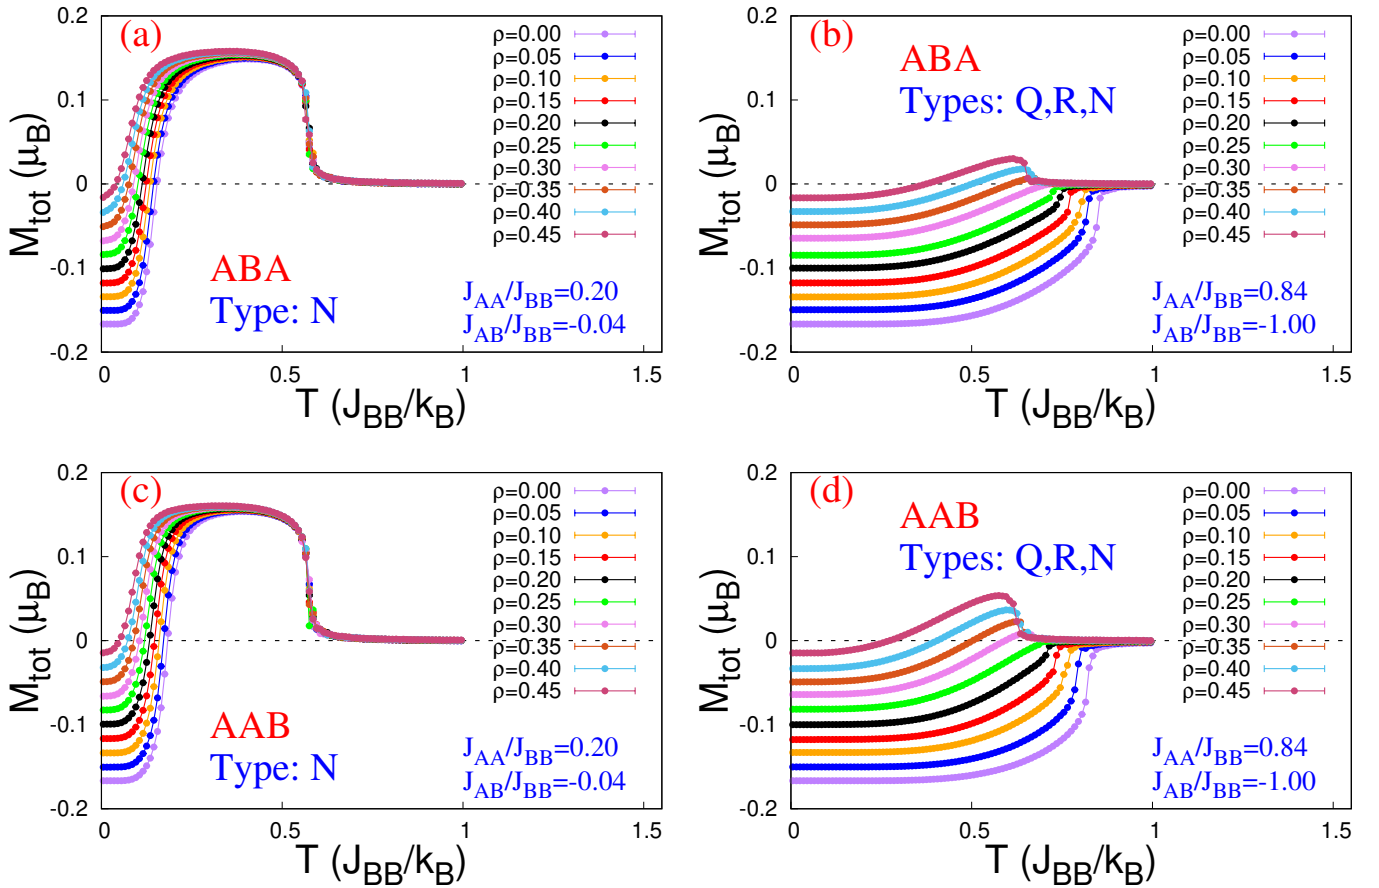 (a)
M_tot (μ_B)
0.2
0.1
0
-0.1
-0.2
ρ=0.00
ρ=0.05
ρ=0.10
ρ=0.15
ρ=0.20
ρ=0.25
ρ=0.30
ρ=0.35
ρ=0.40
ρ=0.45
ABA
Type: N
J_AA/J_BB=0.20
J_AB/J_BB=-0.04
0
0.5
1
1.5
T (J_BB/k_B)
(b)
M_tot (μ_B)
0.2
0.1
0
-0.1
-0.2
ABA
Types: Q,R,N
ρ=0.00
ρ=0.05
ρ=0.10
ρ=0.15
ρ=0.20
ρ=0.25
ρ=0.30
ρ=0.35
ρ=0.40
ρ=0.45
J_AA/J_BB=0.84
J_AB/J_BB=-1.00
0
0.5
1
1.5
T (J_BB/k_B)
(c)
M_tot (μ_B)
0.2
0.1
0
-0.1
-0.2
ρ=0.00
ρ=0.05
ρ=0.10
ρ=0.15
ρ=0.20
ρ=0.25
ρ=0.30
ρ=0.35
ρ=0.40
ρ=0.45
AAB
Type: N
J_AA/J_BB=0.20
J_AB/J_BB=-0.04
0
0.5
1
1.5
T (J_BB/k_B)
(d)
M_tot (μ_B)
0.2
0.1
0
-0.1
-0.2
AAB
Types: Q,R,N
ρ=0.00
ρ=0.05
ρ=0.10
ρ=0.15
ρ=0.20
ρ=0.25
ρ=0.30
ρ=0.35
ρ=0.40
ρ=0.45
J_AA/J_BB=0.84
J_AB/J_BB=-1.00
0
0.5
1
1.5
T (J_BB/k_B)